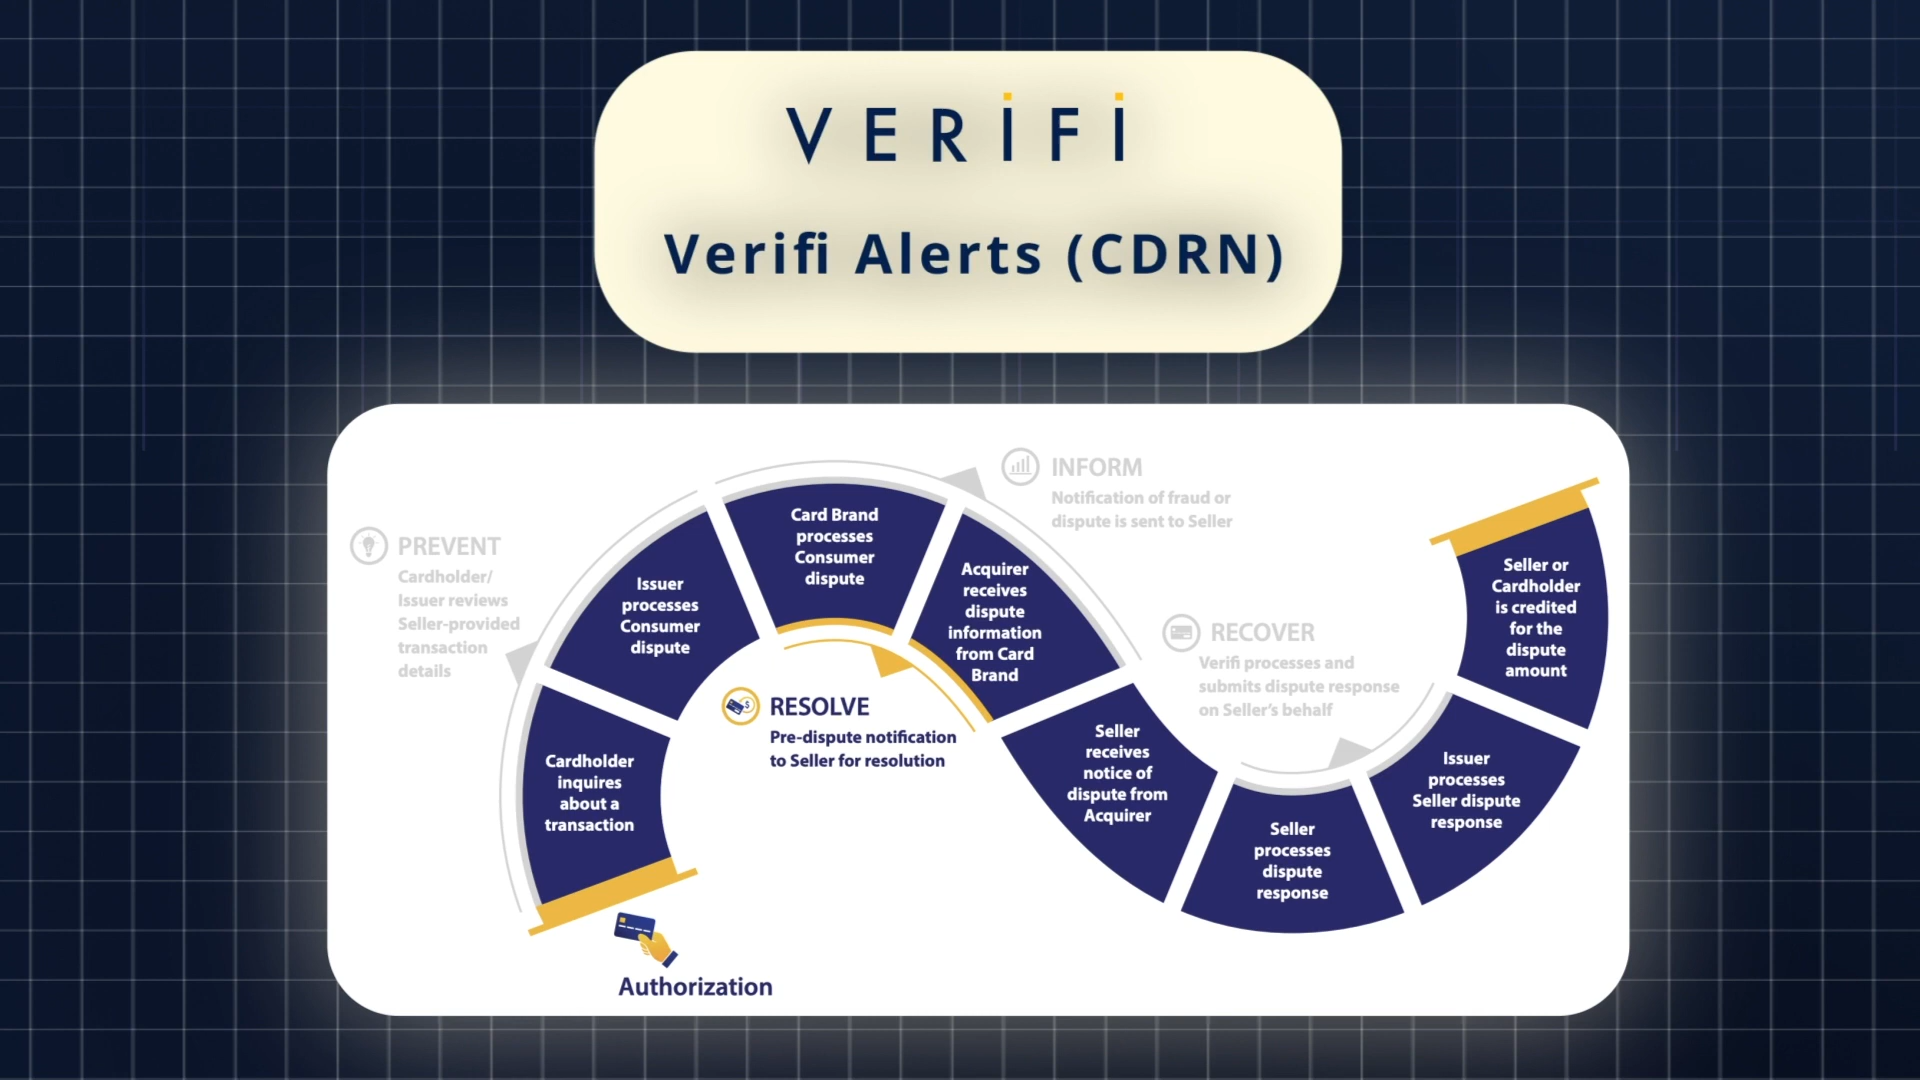 VERIFI
Verifi Alerts (CDRN)
PREVENT
Cardholder/
Issuer reviews
Seller-provided
transaction
details
INFORM
Notification of fraud or
dispute is sent to Seller
RESOLVE
Pre-dispute notification
to Seller for resolution
RECOVER
Verifi processes and
submits dispute response
on Seller's behalf
Authorization
Cardholder
inquires
about a
transaction
Issuer
processes
Consumer
dispute
Card Brand
processes
Consumer
dispute
Acquirer
receives
dispute
information
from Card
Brand
Seller
receives
notice of
dispute from
Acquirer
Seller
processes
dispute
response
Issuer
processes
Seller dispute
response
Seller or
Cardholder
is credited
for the
dispute
amount